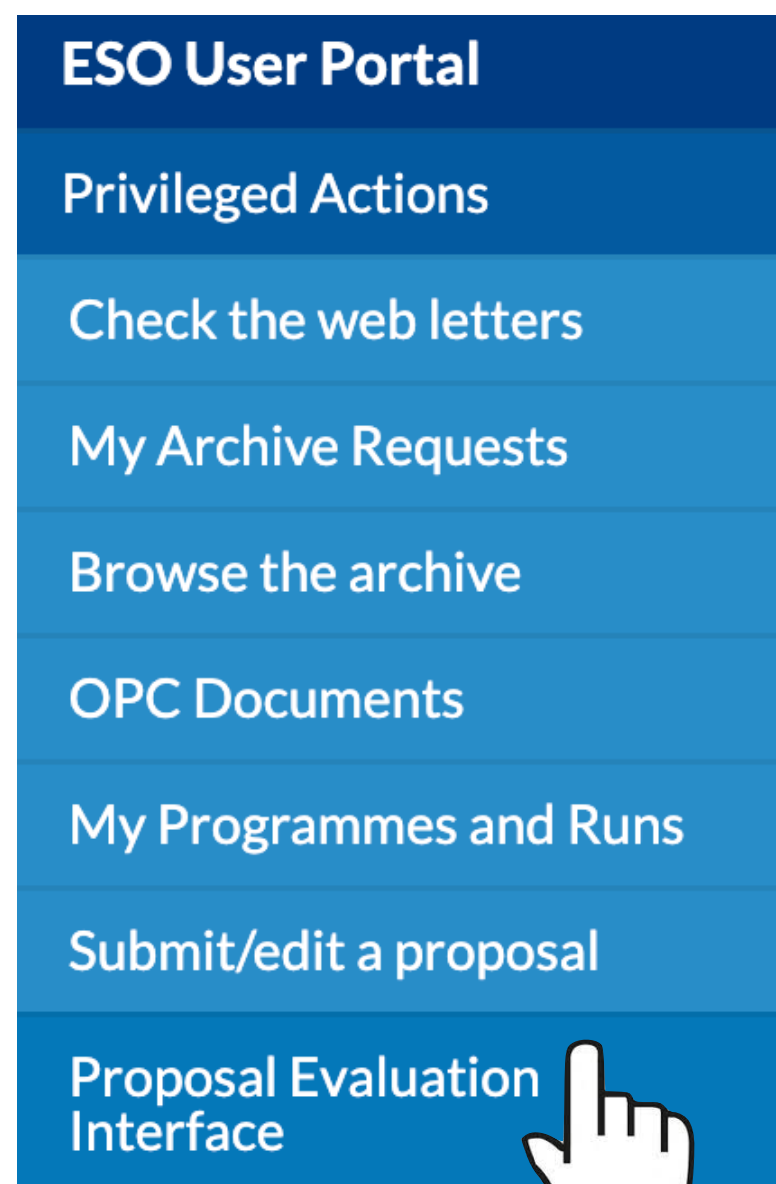 ESO User Portal
Privileged Actions
Check the web letters
My Archive Requests
Browse the archive
OPC Documents
My Programmes and Runs
Submit/edit a proposal
Proposal Evaluation
Interface